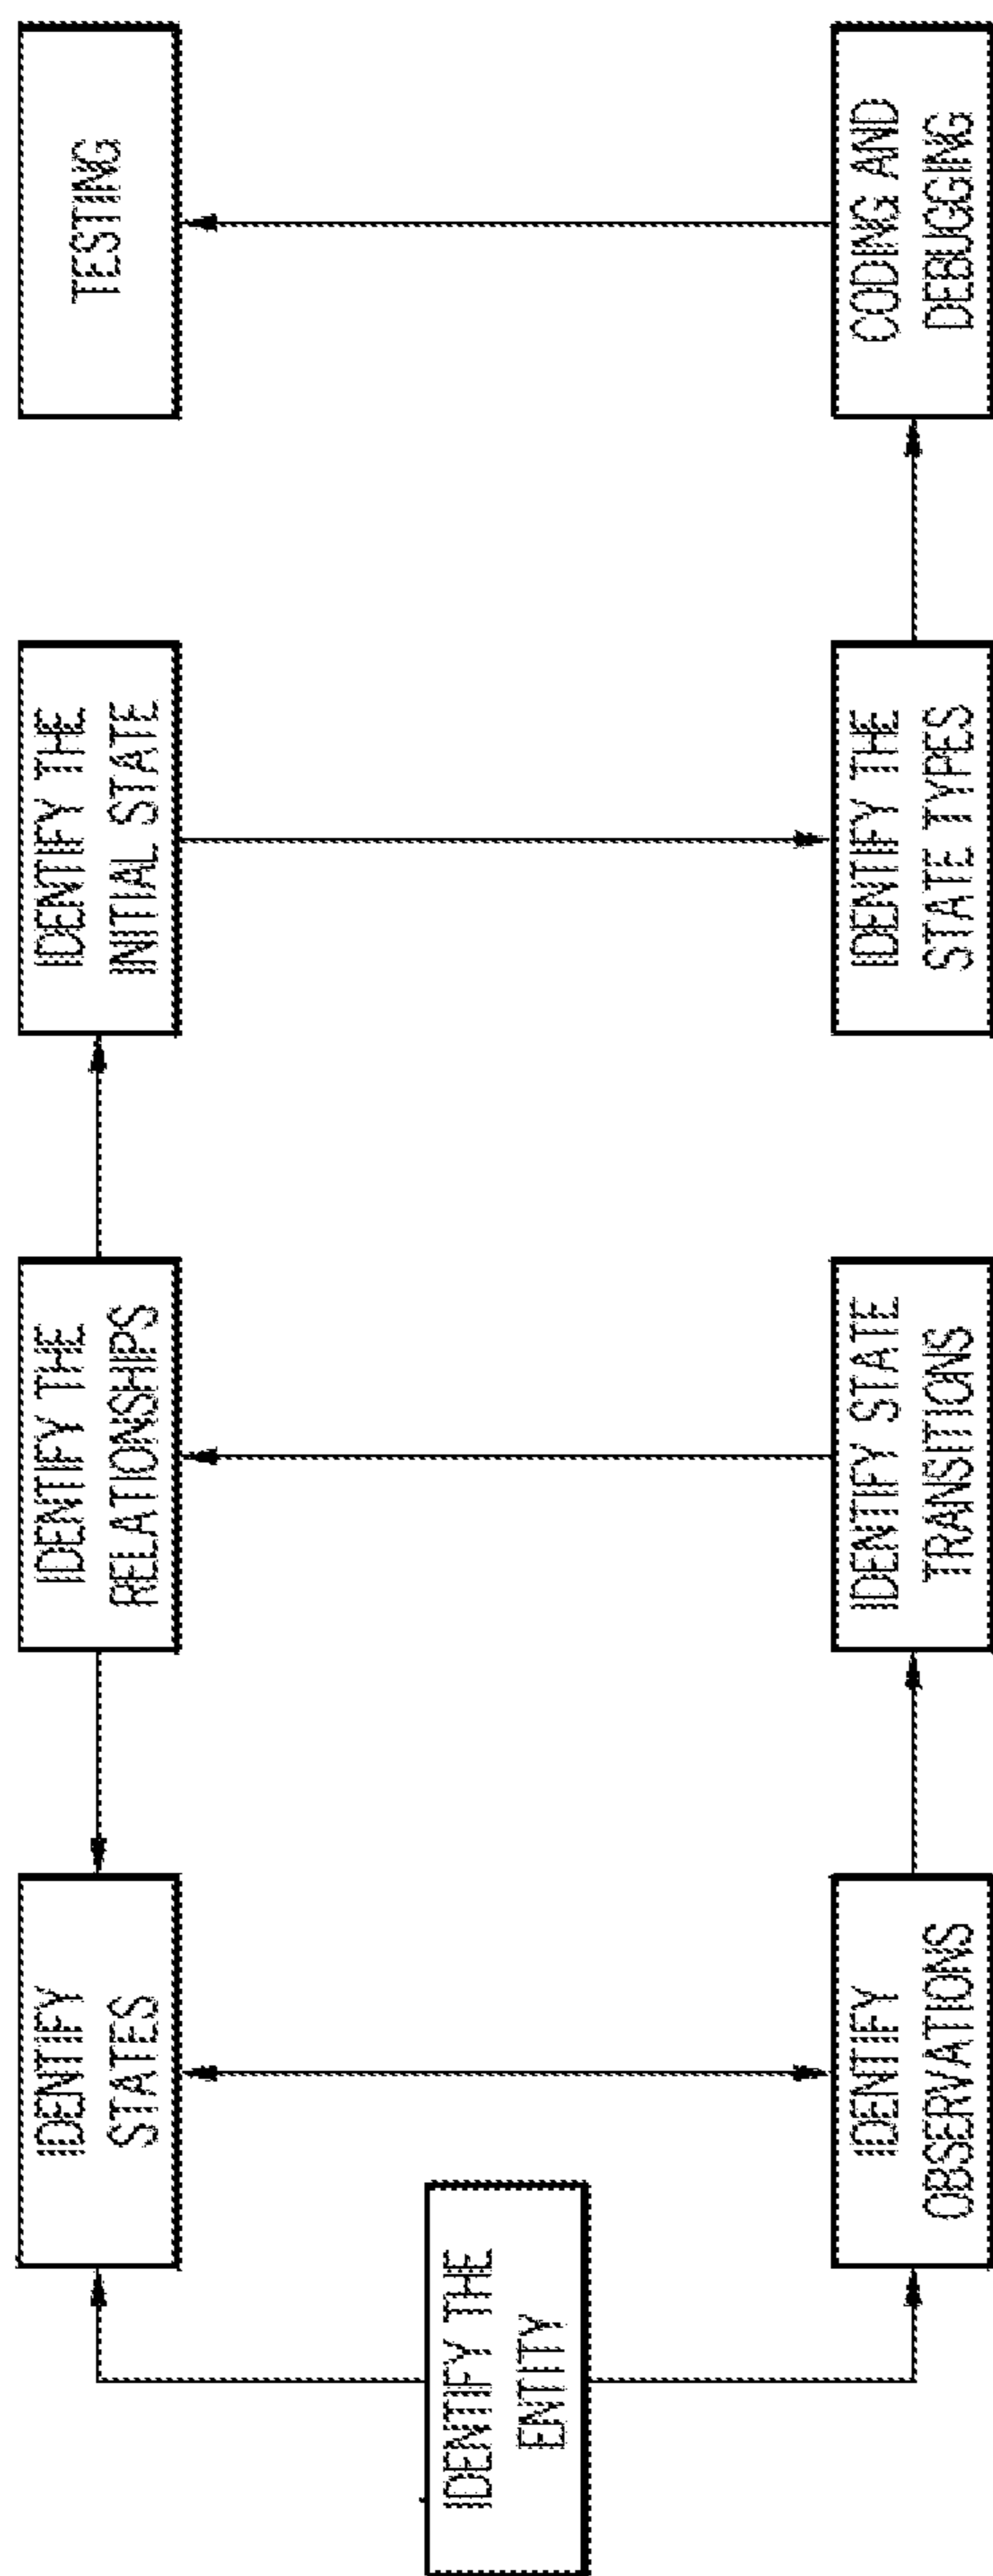 IDENTIFY THE
ENTITY
IDENTIFY
STATES
IDENTIFY
OBSERVATIONS
IDENTIFY THE
RELATIONSHIPS
IDENTIFY STATE
TRANSITIONS
IDENTIFY THE
INITIAL STATE
IDENTIFY THE
STATE TYPES
TESTING
CODING AND
DEBUGGING